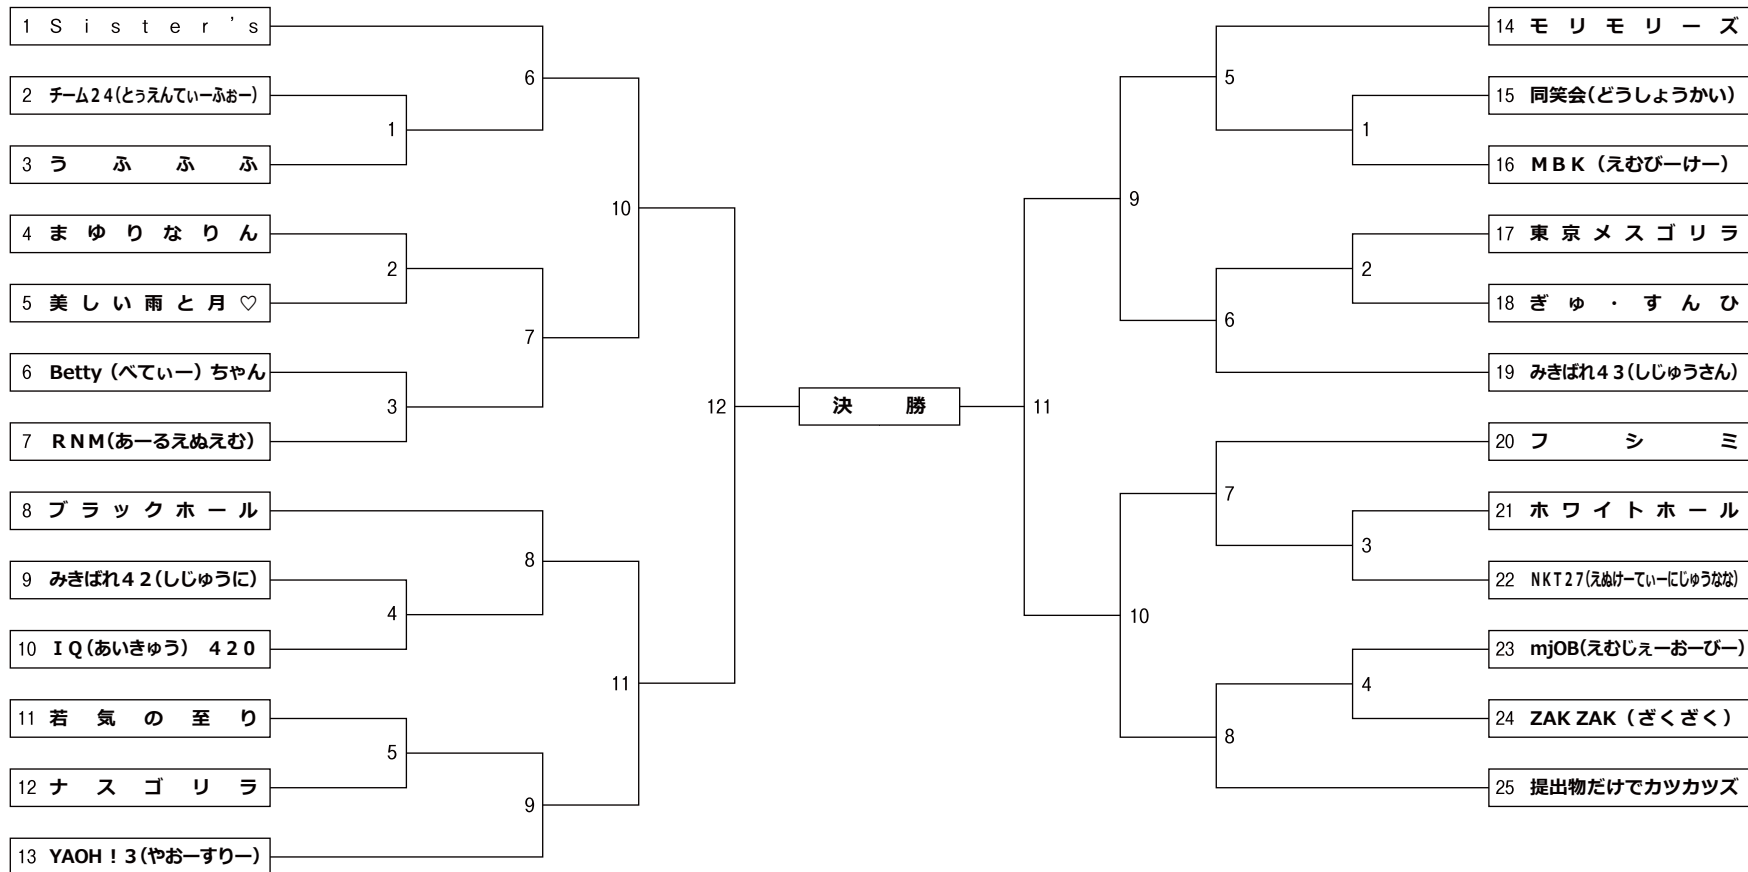 1 Sister's
2 チーム24(とぅえんてぃーふぉー)
3 うふふふ
4 まゆりなりん
5 美しい雨と月♡
6 Betty(べてぃー)ちゃん
7 RNM(あーるえぬえむ)
8 ブラックホール
9 みきばれ42(しじゅうに)
10 IQ(あいきゅう) 420
11 若気の至り
12 ナスゴリラ
13 YAOH!3(やおーすりー)
1
2
3
4
5
6
7
8
9
10
11
12
決勝
11
9
10
5
6
7
8
1
2
3
4
14 モリモリーズ
15 同笑会(どうしょうかい)
16 MBK(えむびーけー)
17 東京メスゴリラ
18 ぎゅ・すんひ
19 みきばれ43(しじゅうさん)
20 フシミ
21 ホワイトホール
22 NKT27(えぬけーてぃーにじゅうなな)
23 mjOB(えむじぇーおーびー)
24 ZAK ZAK(ざくざく)
25 提出物だけでカツカツズ